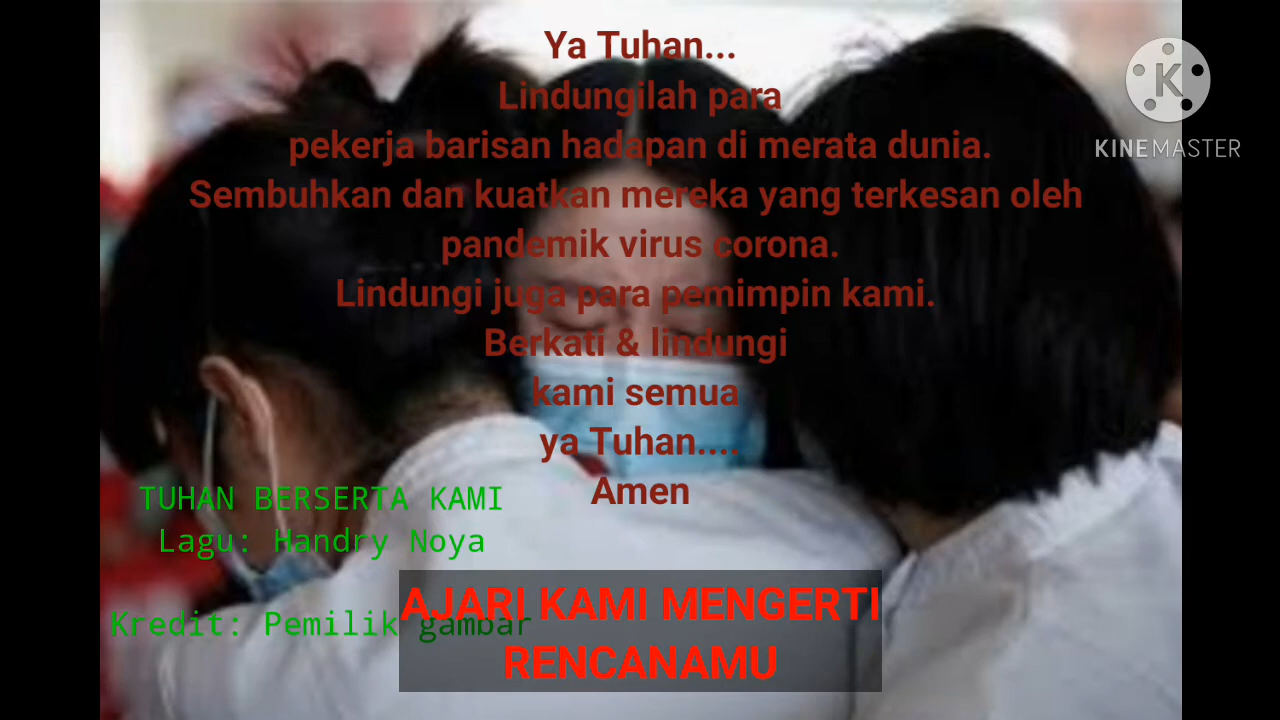 Ya Tuhan...
Lindungilah para
pekerja barisan hadapan di merata dunia.
Sembuhkan dan kuatkan mereka yang terkesan oleh
pandemik virus corona.
Lindungi juga para pemimpin kami.
Berkati & lindungi
kami semua
ya Tuhan....
Amen
K
KINEMASTER
TUHAN BERSERTA KAMI
Lagu: Handry Noya
Kredit: Pemilik gambar
AJARI KAMI MENGERTI
RENCANAMU